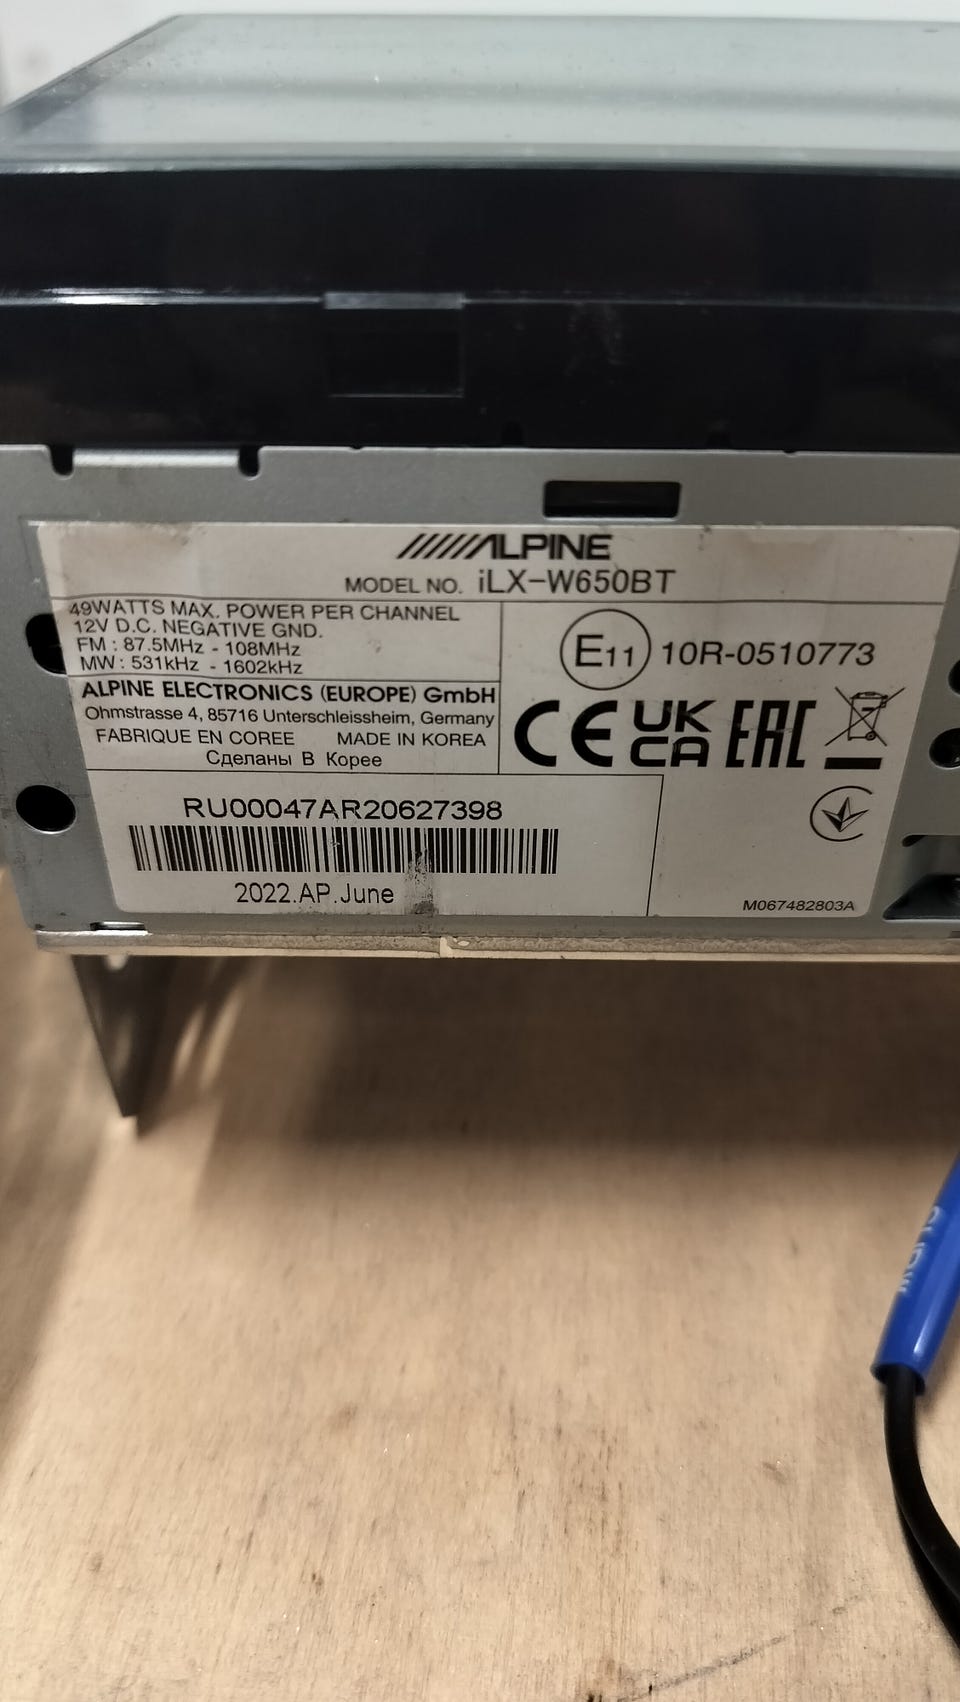 ALPINE
MODEL NO. iLX-W650BT
49WATTS MAX. POWER PER CHANNEL
12V D.C. NEGATIVE GND.
FM : 87.5MHz - 108MHz
MW : 531kHz - 1602kHz
ALPINE ELECTRONICS (EUROPE) GmbH
Ohmstrasse 4, 85716 Unterschleissheim, Germany
FABRIQUE EN COREE MADE IN KOREA
Сделаны В Корее
E11 10R-0510773
CE UK CA EAC
RU00047AR20627398
2022.AP.June
M067482803A